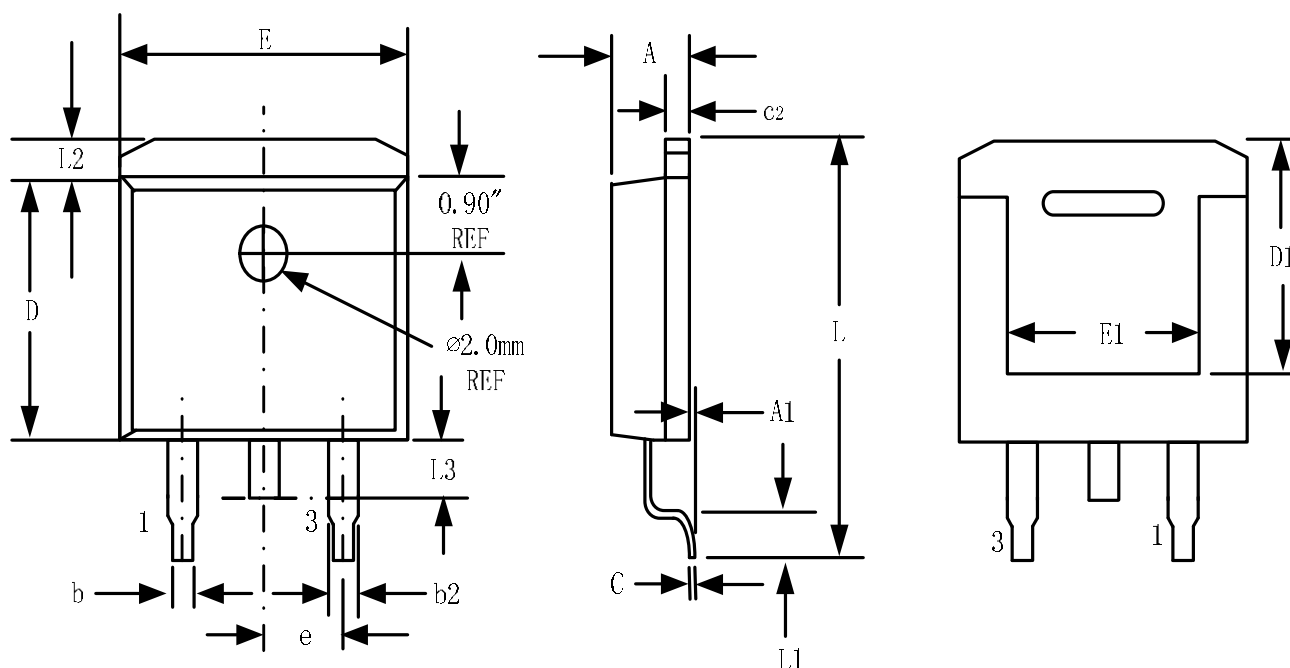 E
A
c2
L2
0.90″
REF
D
⌀2.0mm
REF
L
D1
E1
A1
L3
1
3
3
1
b
b2
C
e
L1